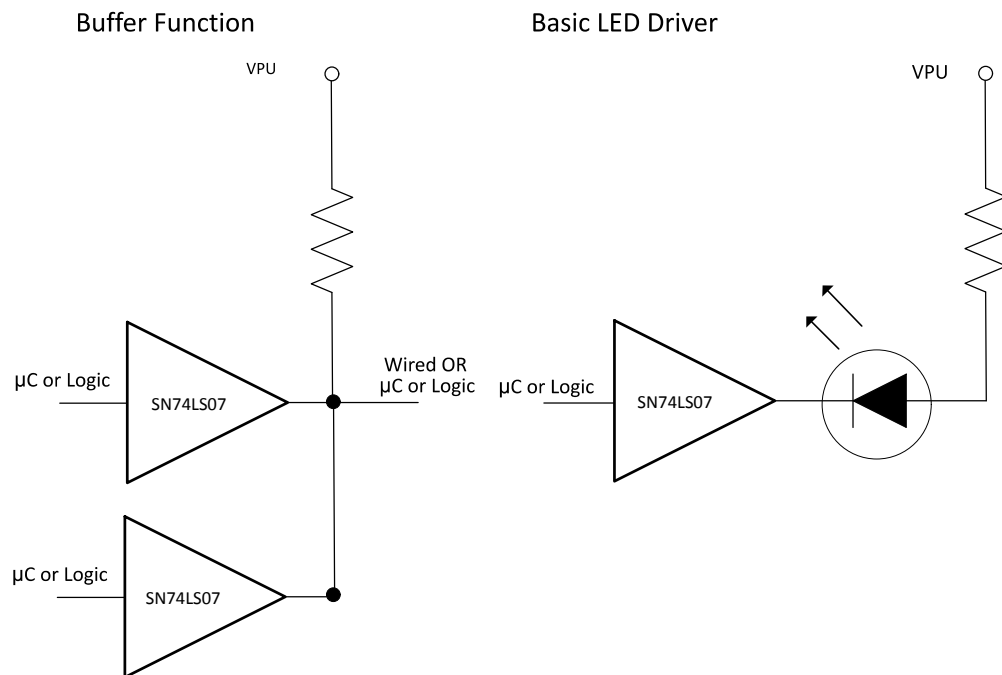 Buffer Function
VPU
µC or Logic
SN74LS07
Wired OR
µC or Logic
µC or Logic
SN74LS07
Basic LED Driver
VPU
µC or Logic
SN74LS07